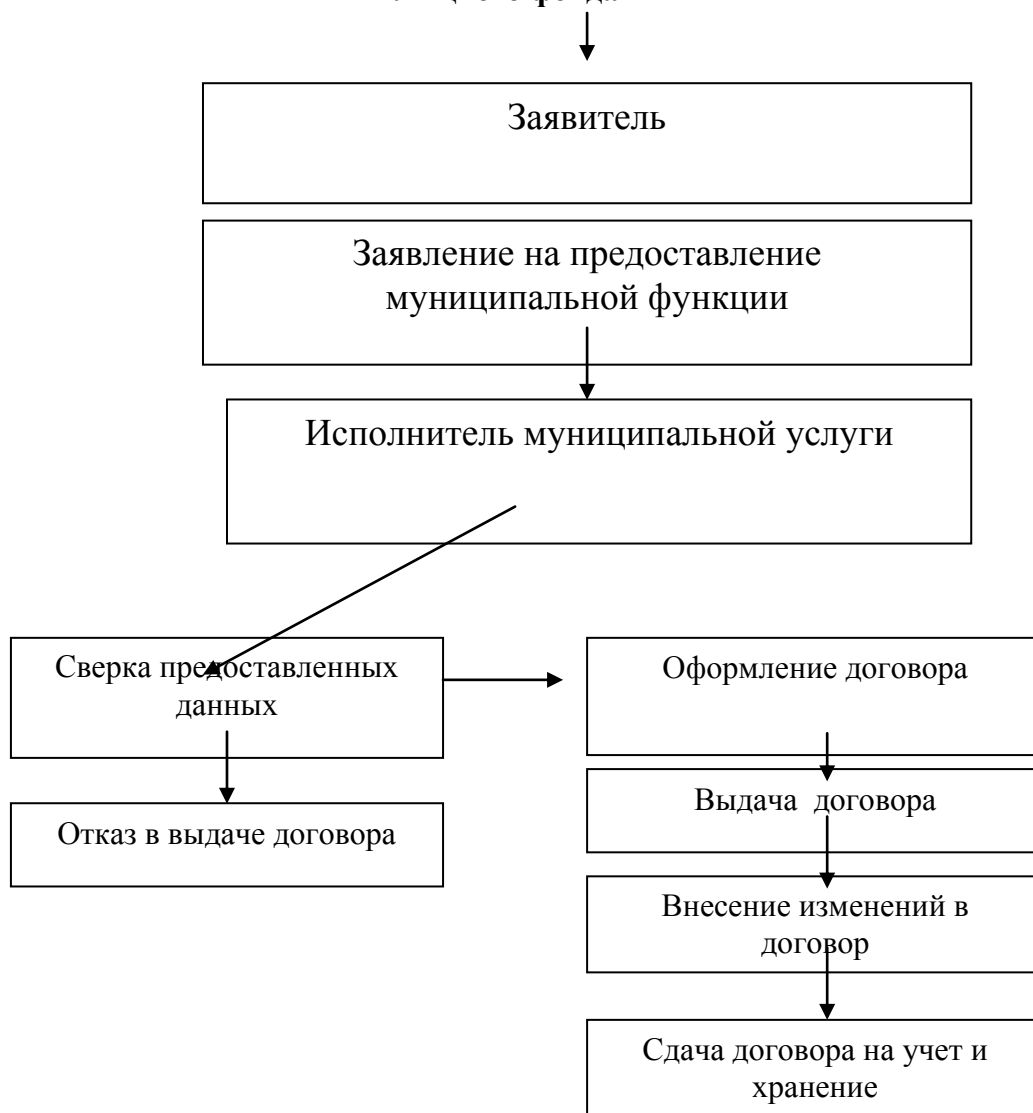 Заявитель
Заявление на предоставление
муниципальной функции
Исполнитель муниципальной услуги
Сверка предоставленных
данных
Оформление договора
Отказ в выдаче договора
Выдача договора
Внесение изменений в
договор
Сдача договора на учет и
хранение